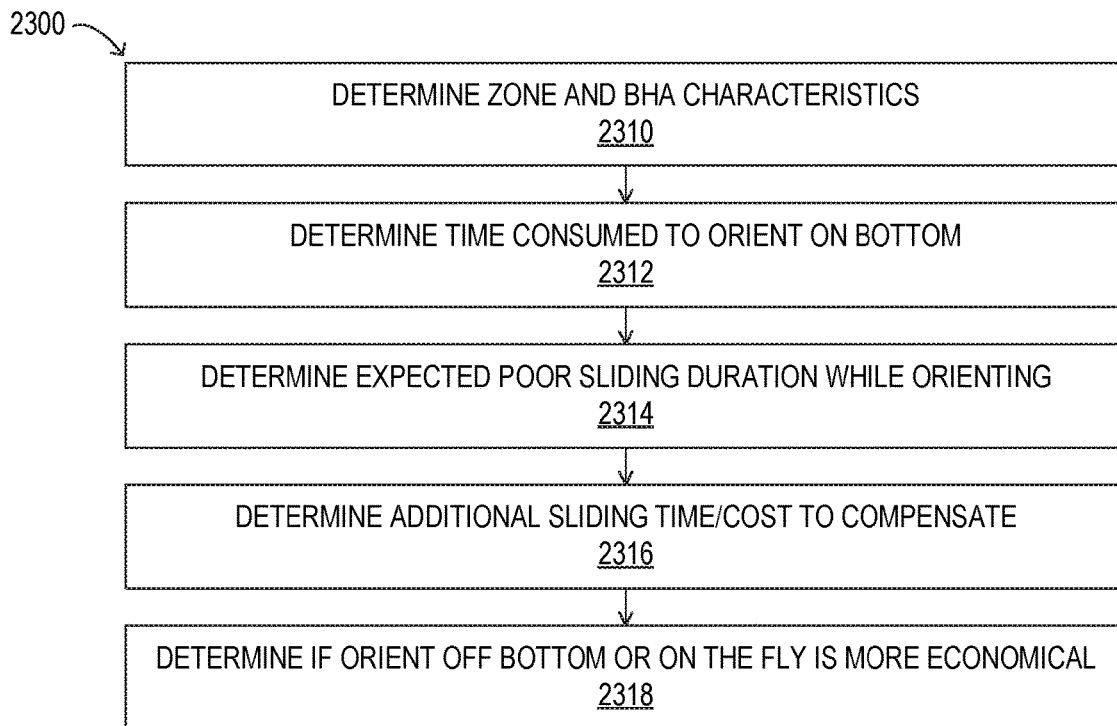 2300
DETERMINE ZONE AND BHA CHARACTERISTICS
2310
DETERMINE TIME CONSUMED TO ORIENT ON BOTTOM
2312
DETERMINE EXPECTED POOR SLIDING DURATION WHILE ORIENTING
2314
DETERMINE ADDITIONAL SLIDING TIME/COST TO COMPENSATE
2316
DETERMINE IF ORIENT OFF BOTTOM OR ON THE FLY IS MORE ECONOMICAL
2318